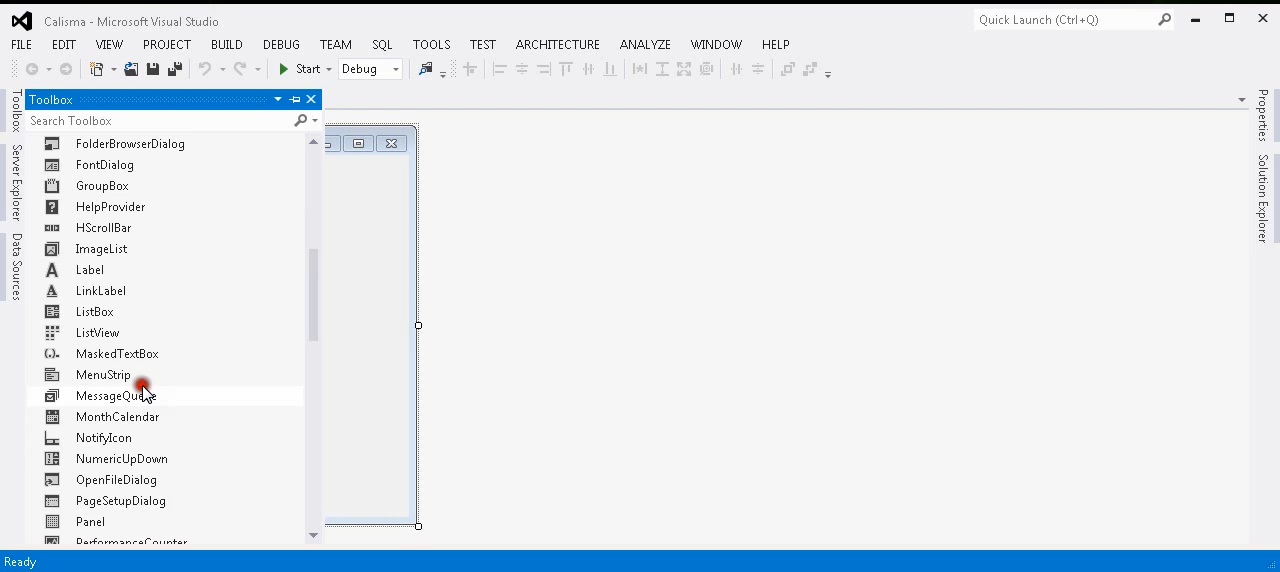 Calisma - Microsoft Visual Studio
Quick Launch (Ctrl+Q)
FILE EDIT VIEW PROJECT BUILD DEBUG TEAM SQL TOOLS TEST ARCHITECTURE ANALYZE WINDOW HELP
Start Debug
Toolbox
Server Explorer
Data Sources
Toolbox
Search Toolbox
FolderBrowserDialog
FontDialog
GroupBox
HelpProvider
HScrollBar
ImageList
Label
LinkLabel
ListBox
ListView
MaskedTextBox
MenuStrip
MessageQueue
MonthCalendar
NotifyIcon
NumericUpDown
OpenFileDialog
PageSetupDialog
Panel
PerformanceCounter
Properties
Solution Explorer
Ready